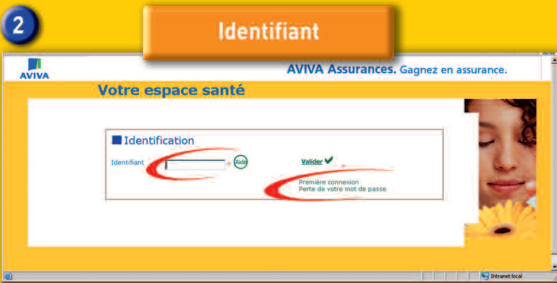 2
Identifiant
AVIVA
AVIVA Assurances. Gagnez en assurance.
Votre espace santé
Identification
Identifiant
Aide
Valider
Première connexion
Perte de votre mot de passe
Intranet local